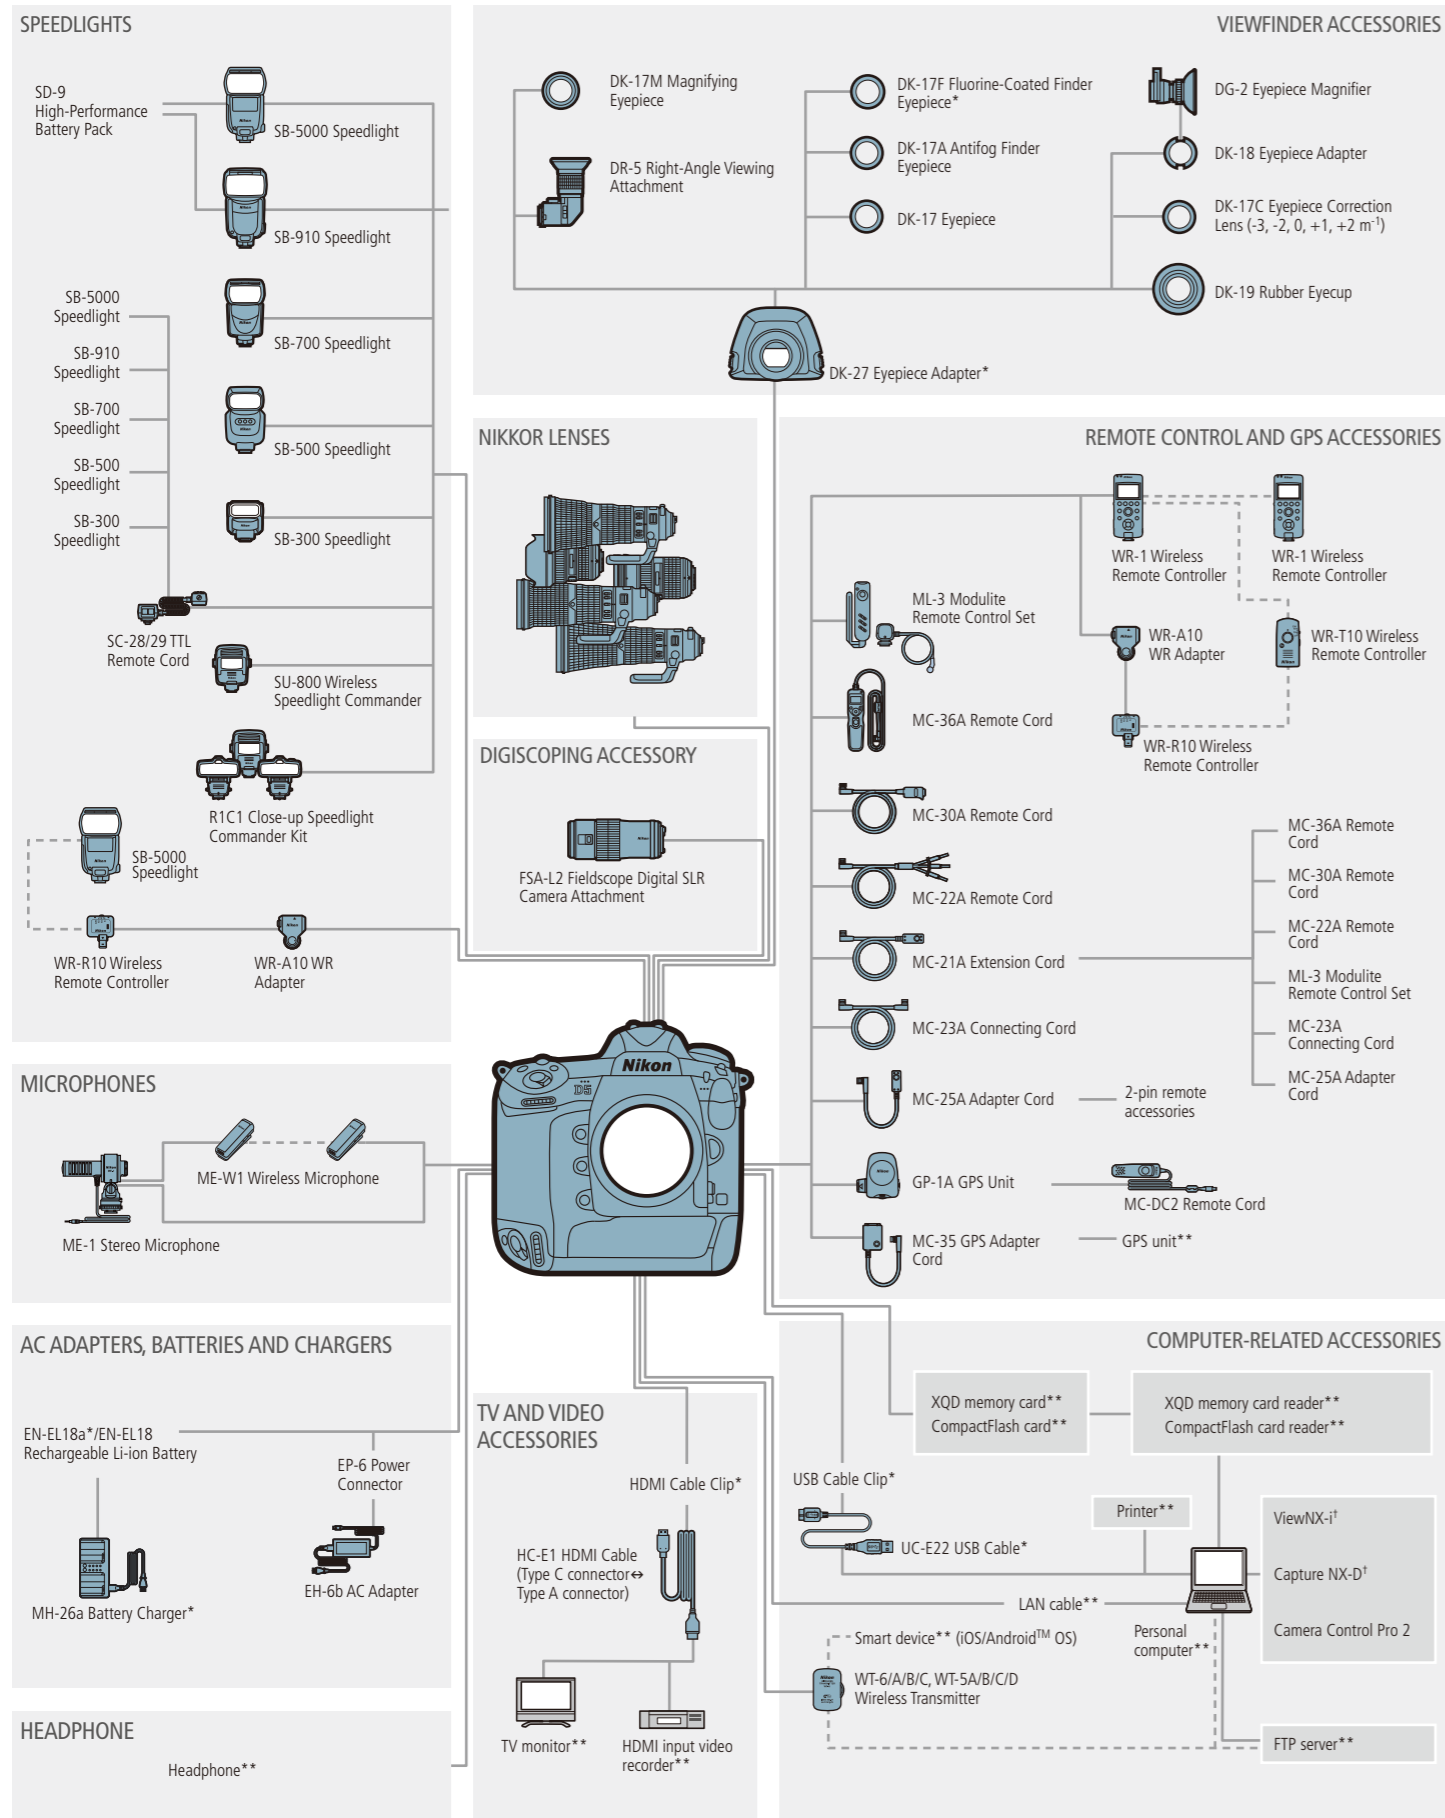 SPEEDLIGHTS
SD-9
High-Performance
Battery Pack
SB-5000 Speedlight
SB-910 Speedlight
SB-5000
Speedlight
SB-700 Speedlight
SB-910
Speedlight
SB-700
Speedlight
SB-500 Speedlight
SB-500
Speedlight
SB-300
Speedlight
SB-300 Speedlight
SC-28/29 TTL
Remote Cord
SU-800 Wireless
Speedlight Commander
R1C1 Close-up Speedlight
Commander Kit
SB-5000
Speedlight
WR-R10 Wireless
Remote Controller
WR-A10 WR
Adapter
VIEWFINDER ACCESSORIES
DK-17M Magnifying
Eyepiece
DR-5 Right-Angle Viewing
Attachment
DK-17F Fluorine-Coated Finder
Eyepiece*
DK-17A Antifog Finder
Eyepiece
DK-17 Eyepiece
DG-2 Eyepiece Magnifier
DK-18 Eyepiece Adapter
DK-17C Eyepiece Correction
Lens (-3, -2, 0, +1, +2 m-1)
DK-19 Rubber Eyecup
DK-27 Eyepiece Adapter*
NIKKOR LENSES
DIGISCOPING ACCESSORY
FSA-L2 Fieldscope Digital SLR
Camera Attachment
REMOTE CONTROL AND GPS ACCESSORIES
WR-1 Wireless
Remote Controller
WR-1 Wireless
Remote Controller
ML-3 Modulite
Remote Control Set
WR-A10
WR Adapter
WR-T10 Wireless
Remote Controller
MC-36A Remote Cord
WR-R10 Wireless
Remote Controller
MC-30A Remote Cord
MC-22A Remote Cord
MC-21A Extension Cord
MC-36A Remote
Cord
MC-30A Remote
Cord
MC-22A Remote
Cord
ML-3 Modulite
Remote Control Set
MC-23A
Connecting Cord
MC-25A Adapter
Cord
MC-23A Connecting Cord
MC-25A Adapter Cord
2-pin remote
accessories
GP-1A GPS Unit
MC-DC2 Remote Cord
MC-35 GPS Adapter
Cord
GPS unit**
Nikon
D5
MICROPHONES
ME-W1 Wireless Microphone
ME-1 Stereo Microphone
AC ADAPTERS, BATTERIES AND CHARGERS
EN-EL18a*/EN-EL18
Rechargeable Li-ion Battery
EP-6 Power
Connector
MH-26a Battery Charger*
EH-6b AC Adapter
HEADPHONE
Headphone**
TV AND VIDEO
ACCESSORIES
HDMI Cable Clip*
HC-E1 HDMI Cable
(Type C connector↔
Type A connector)
TV monitor**
HDMI input video
recorder**
COMPUTER-RELATED ACCESSORIES
XQD memory card**
CompactFlash card**
XQD memory card reader**
CompactFlash card reader**
USB Cable Clip*
UC-E22 USB Cable*
Printer**
ViewNX-i†
Capture NX-D†
Camera Control Pro 2
LAN cable**
Personal
computer**
Smart device** (iOS/Android™ OS)
WT-6/A/B/C, WT-5A/B/C/D
Wireless Transmitter
FTP server**